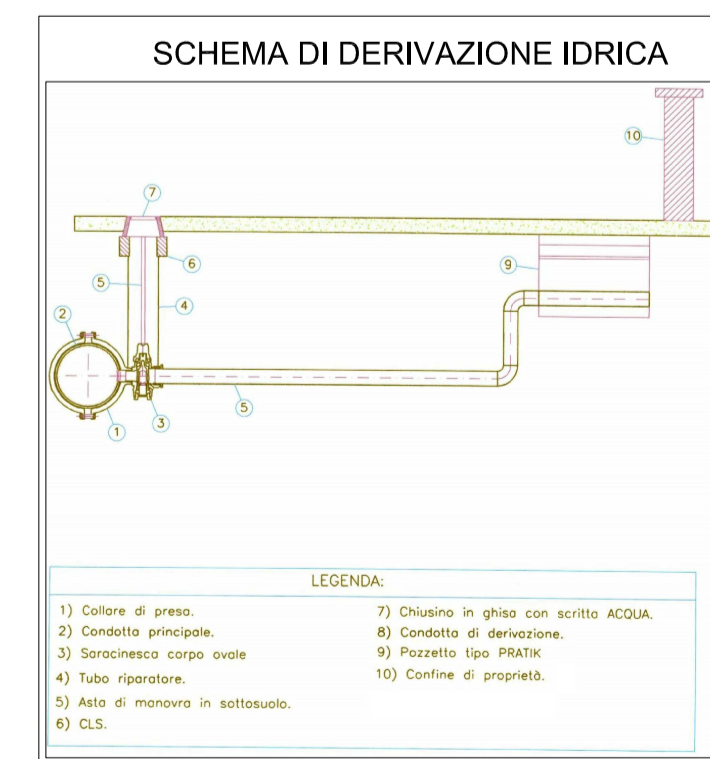 SCHEMA DI DERIVAZIONE IDRICA
10
7
6
9
5
4
2
5
1
3
LEGENDA:
1) Collare di presa.
2) Condotta principale.
3) Saracinesca corpo ovale
4) Tubo riparatore.
5) Asta di manovra in sottosuolo.
6) CLS.
7) Chiusino in ghisa con scritta ACQUA.
8) Condotta di derivazione.
9) Pozzetto tipo PRATIK
10) Confine di proprietà.